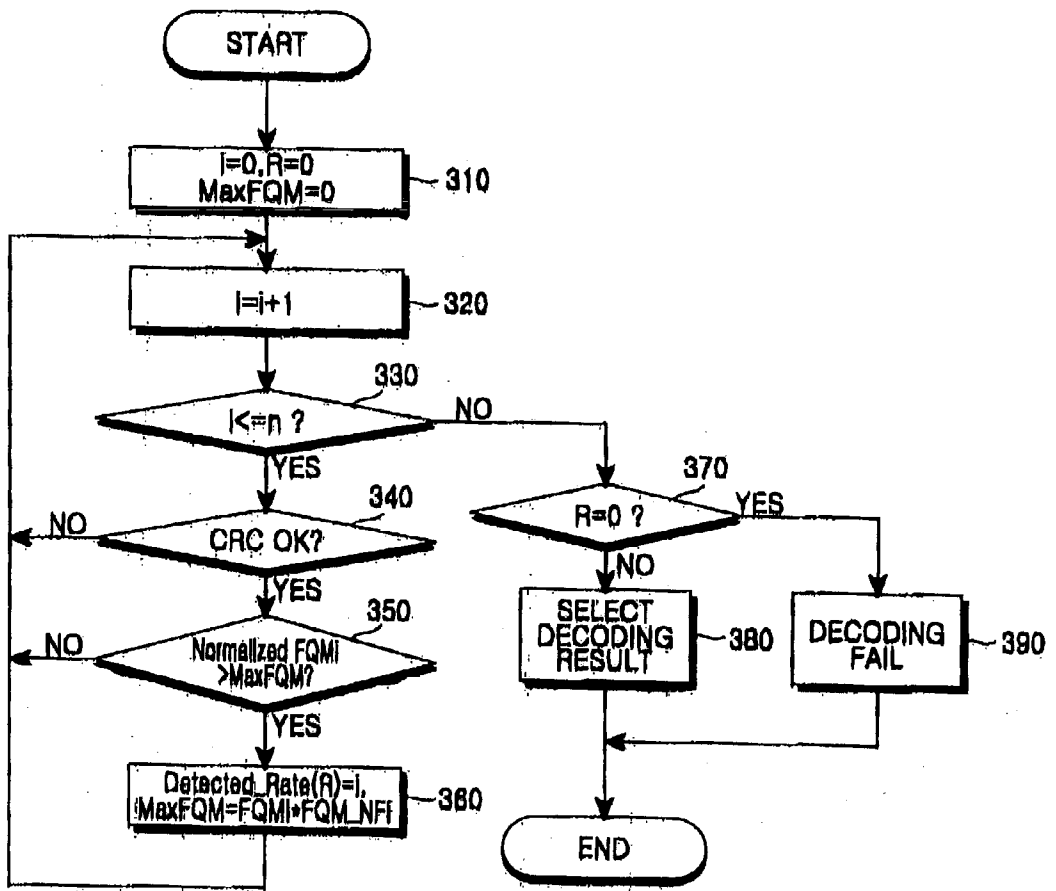 START
i=0,R=0
MaxFQM=0
310
i=i+1
320
330
i<=n ?
NO
YES
370
R=0 ?
YES
340
NO
CRC OK?
YES
NO
350
NO
Normalized FQMi
>MaxFQM?
YES
SELECT
DECODING
RESULT
380
DECODING
FAIL
390
Detected_Rate(R)=i,
MaxFQM=FQMi*FQM_NFi
360
END